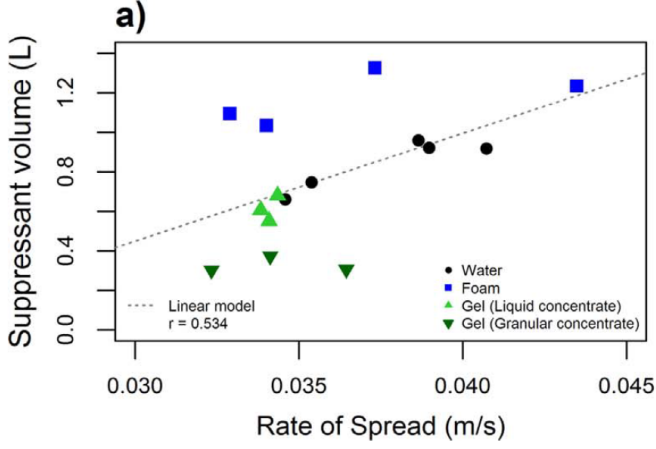 a)
Suppressant volume (L)
1.2
0.8
0.4
0.0
Water
Foam
Linear model
Gel (Liquid concentrate)
r = 0.534
Gel (Granular concentrate)
0.030
0.035
0.040
0.045
Rate of Spread (m/s)